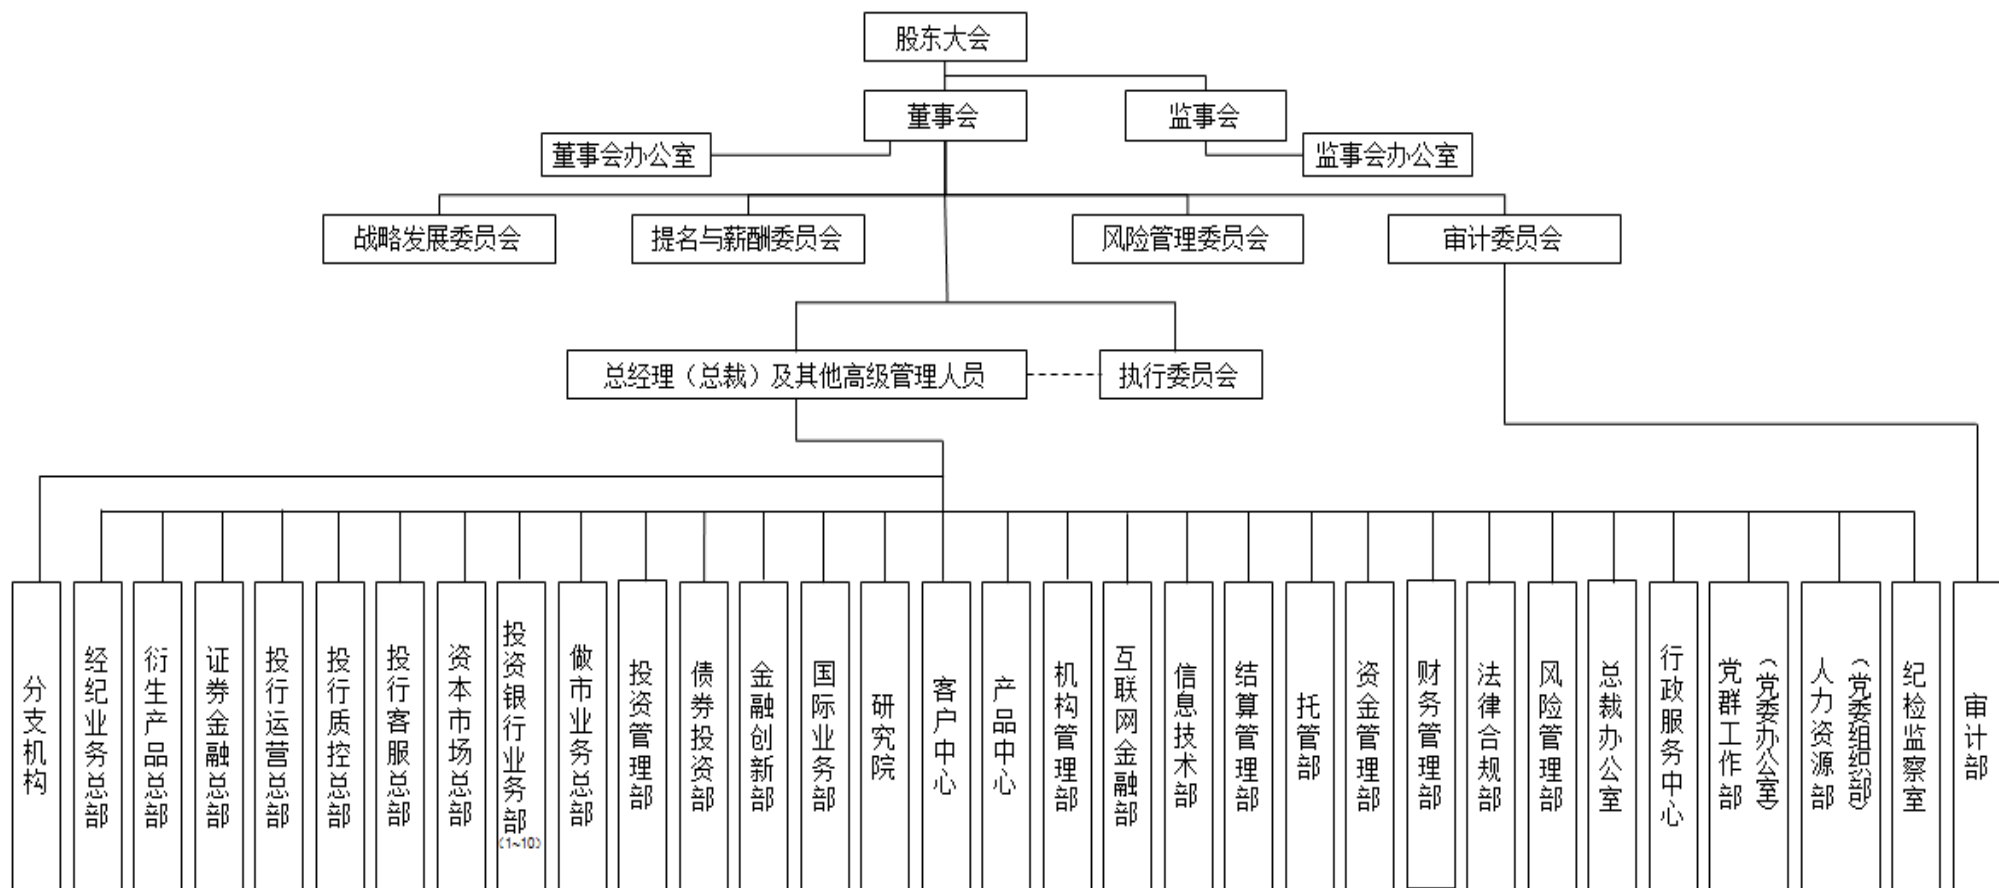 股东大会
董事会
监事会
董事会办公室
监事会办公室
战略发展委员会
提名与薪酬委员会
风险管理委员会
审计委员会
总经理（总裁）及其他高级管理人员
执行委员会
分支机构
经纪业务总部
衍生产品总部
证券金融总部
投行运营总部
投行质控总部
投行客服总部
资本市场总部
投资银行业务部
(1~10)
做市业务总部
投资管理部
债券投资部
金融创新部
国际业务部
研究院
客户中心
产品中心
机构管理部
互联网金融部
信息技术部
结算管理部
托管部
资金管理部
财务管理部
法律合规部
风险管理部
总裁办公室
行政服务中心
党群工作部
（党委办公室）
人力资源部
（党委组织部）
纪检监察室
审计部